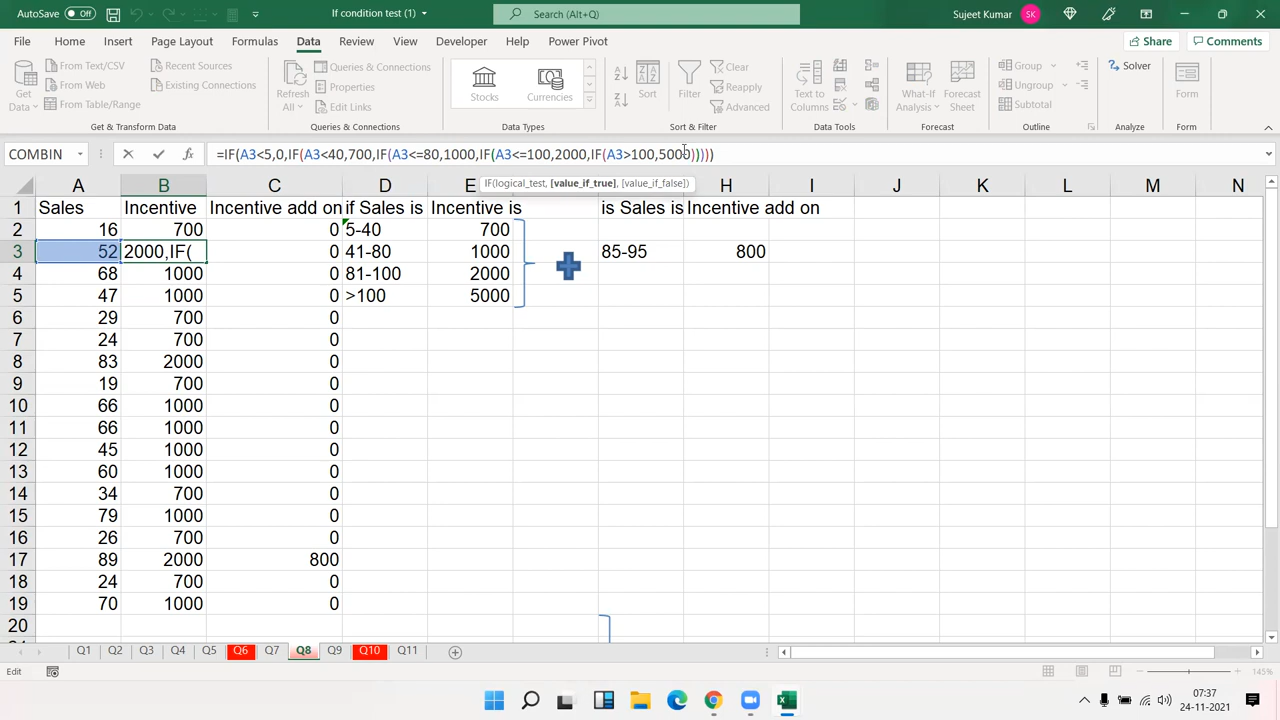 AutoSave Off If condition test (1) Search (Alt+Q) Sujeet Kumar SK
File Home Insert Page Layout Formulas Data Review View Developer Help Power Pivot Share Comments
Get Data From Text/CSV From Web From Table/Range Recent Sources Existing Connections
Refresh All Queries & Connections Properties Edit Links
Stocks Currencies
Sort Filter Clear Reapply Advanced
Text to Columns What-If Analysis Forecast Sheet
Group Ungroup Subtotal Solver Form
Get & Transform Data Queries & Connections Data Types Sort & Filter Data Tools Forecast Outline Analyze Form
COMBIN fx =IF(A3<5,0,IF(A3<40,700,IF(A3<=80,1000,IF(A3<=100,2000,IF(A3>100,5000)))))
IF(logical_test, [value_if_true], [value_if_false])
A B C D E H I J K L M N
1 Sales Incentive Incentive add on if Sales is Incentive is is Sales is Incentive add on
2 16 700 0 5-40 700
3 52 2000,IF( 0 41-80 1000 85-95 800
4 68 1000 0 81-100 2000
5 47 1000 0 >100 5000
6 29 700 0
7 24 700 0
8 83 2000 0
9 19 700 0
10 66 1000 0
11 66 1000 0
12 45 1000 0
13 60 1000 0
14 34 700 0
15 79 1000 0
16 26 700 0
17 89 2000 800
18 24 700 0
19 70 1000 0
20
Q1 Q2 Q3 Q4 Q5 Q6 Q7 Q8 Q9 Q10 Q11
Edit 145%
07:37
24-11-2021